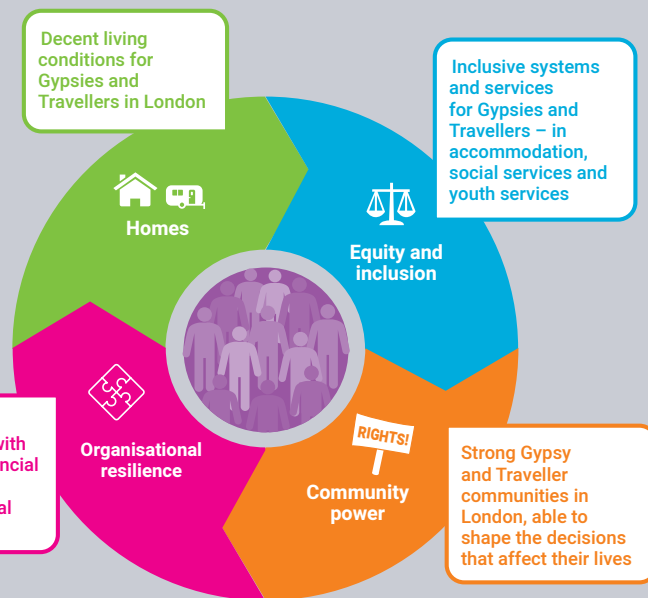 Decent living
conditions for
Gypsies and
Travellers in London
Inclusive systems
and services
for Gypsies and
Travellers – in
accommodation,
social services and
youth services
Homes
Equity and
inclusion
Organisational
resilience
RIGHTS!
Community
power
with
Strong Gypsy
and Traveller
communities in
London, able to
shape the decisions
that affect their lives